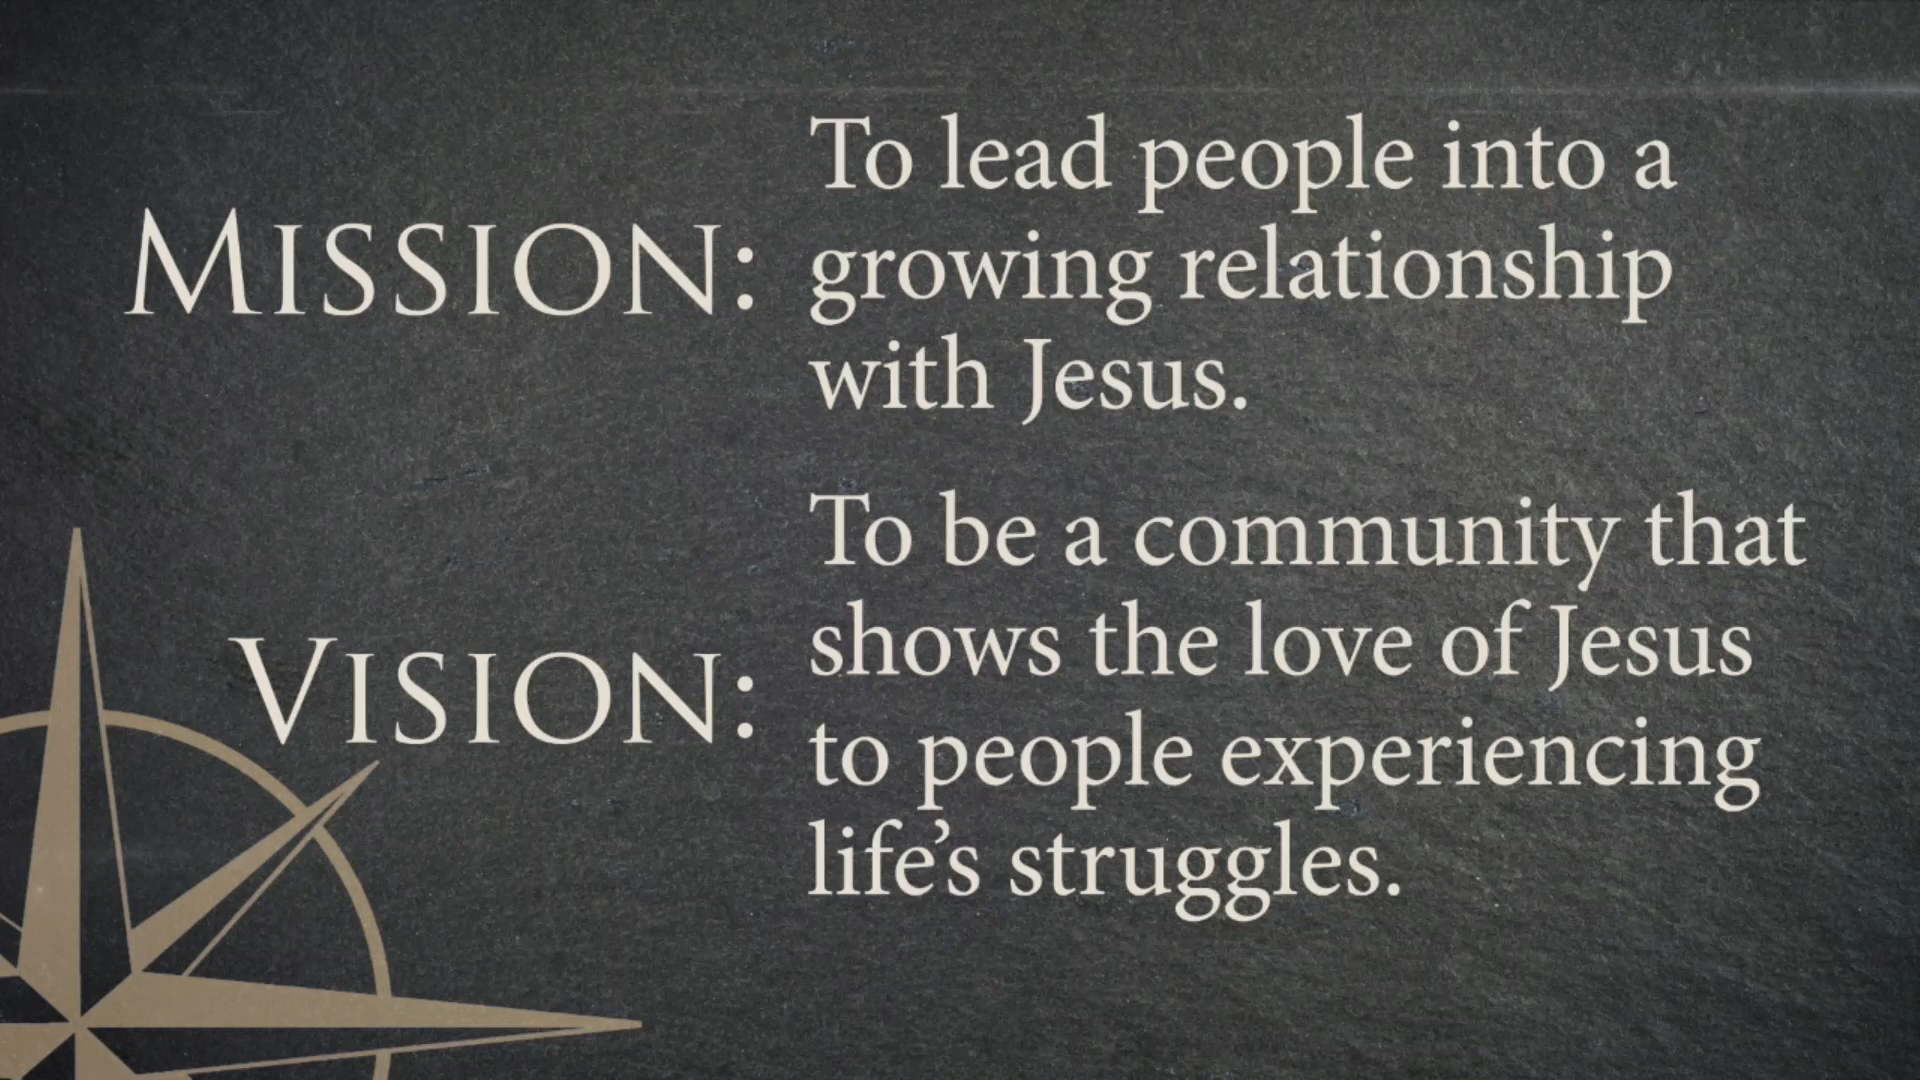 MISSION:
To lead people into a
growing relationship
with Jesus.
VISION:
To be a community that
shows the love of Jesus
to people experiencing
life's struggles.